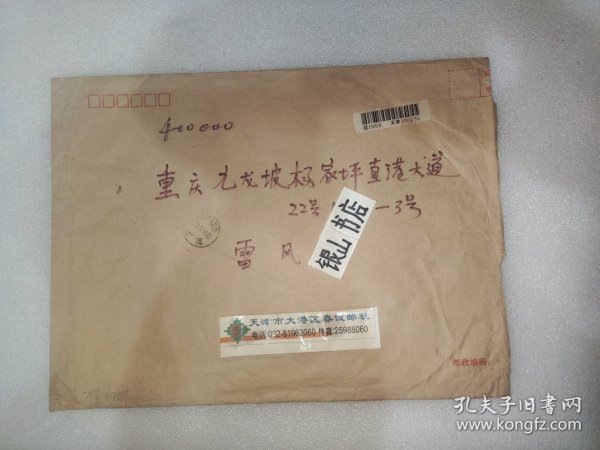 400000
重庆九龙坡杨家坪直港大道
22号 一3号
雷风
银山书店
天津市大港区春诚邮社
电话:022-81963060 传真:25988060
邮政编码
孔夫子旧书网
www.kongfz.com